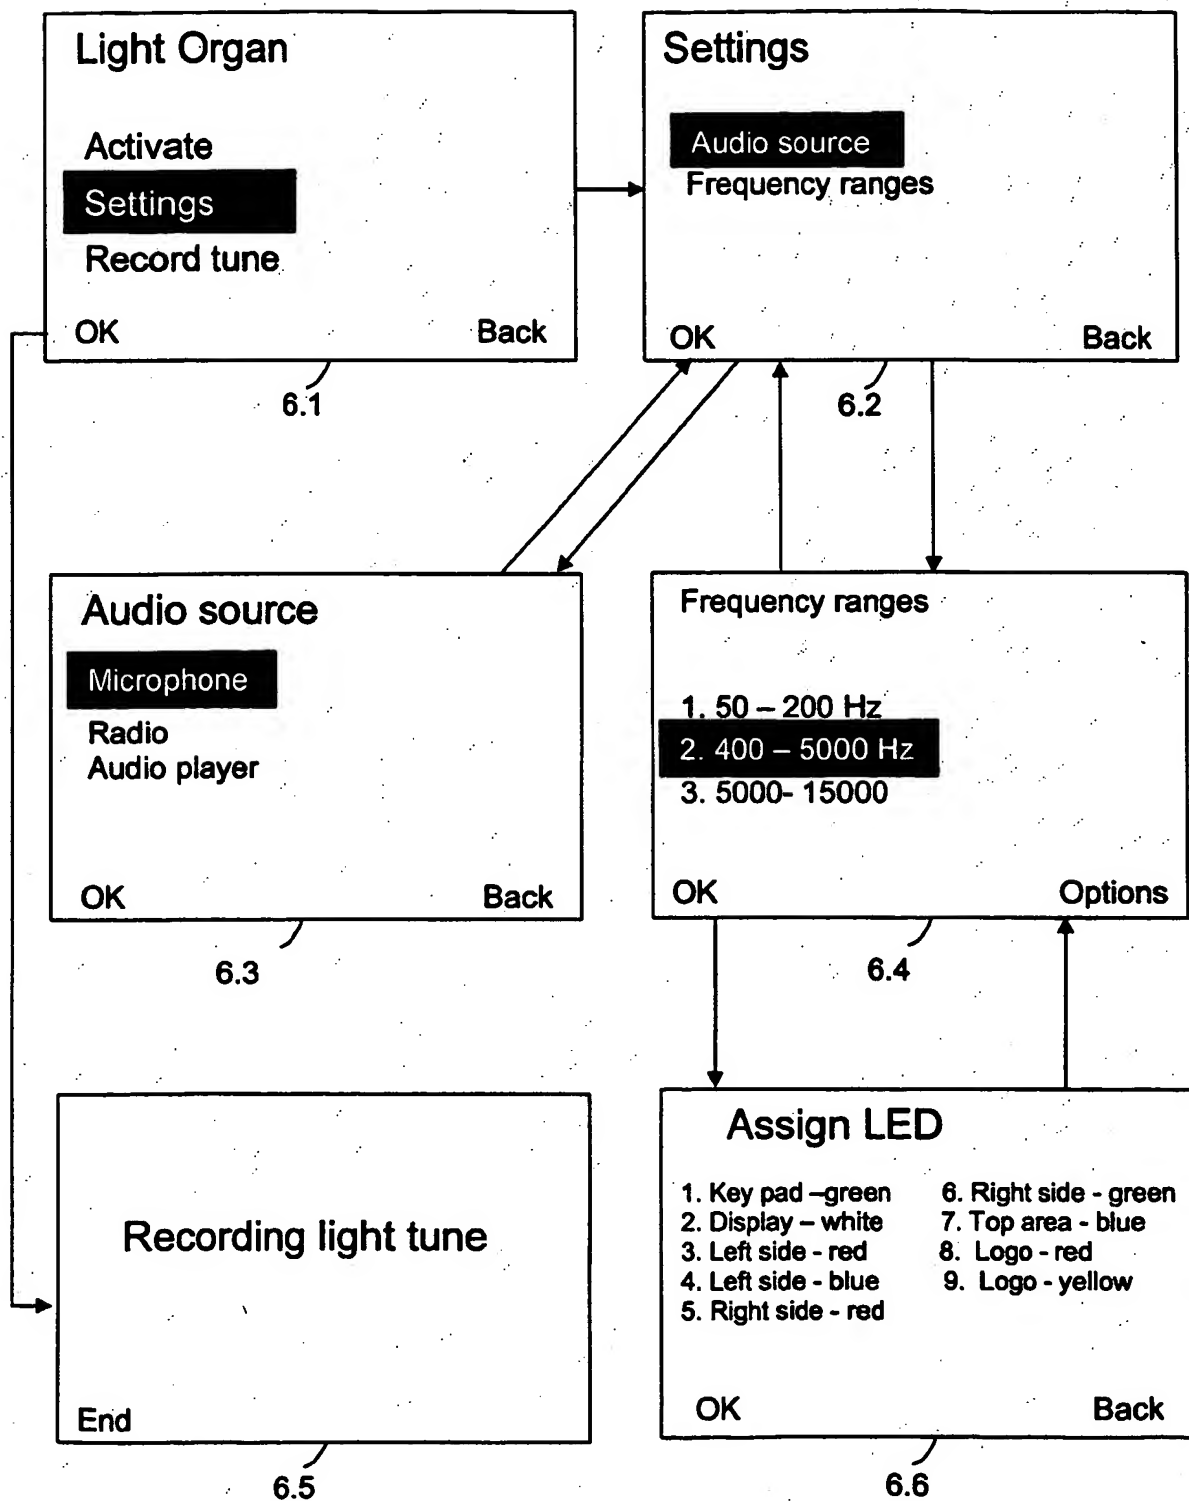 Light Organ
Activate
Settings
Record tune
OK Back
6.1
Settings
Audio source
Frequency ranges
OK Back
6.2
Audio source
Microphone
Radio
Audio player
OK Back
6.3
Frequency ranges
1. 50 – 200 Hz
2. 400 – 5000 Hz
3. 5000- 15000
OK Options
6.4
Recording light tune
End
6.5
Assign LED
1. Key pad –green 6. Right side - green
2. Display – white 7. Top area - blue
3. Left side - red 8. Logo - red
4. Left side - blue 9. Logo - yellow
5. Right side - red
OK Back
6.6